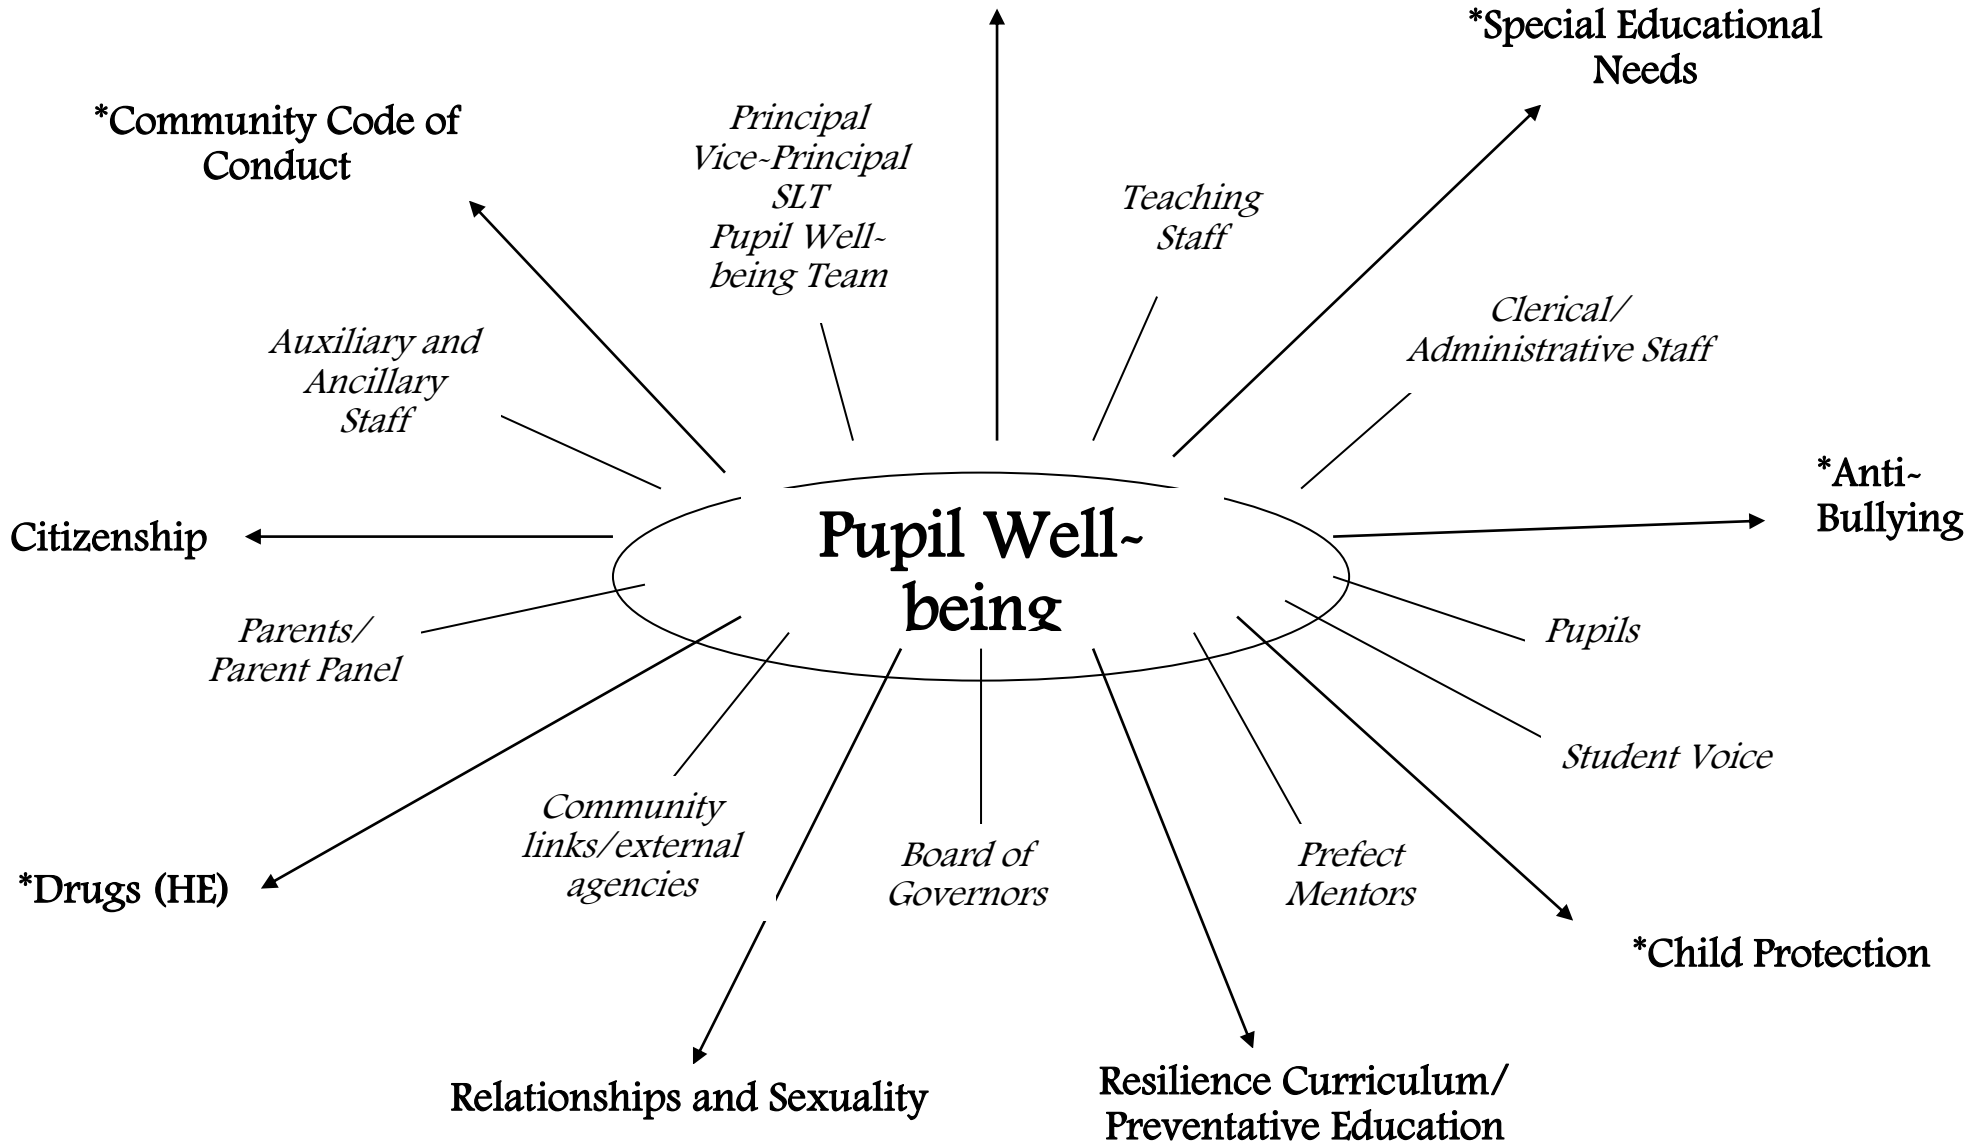 *Special Educational
Needs
*Community Code of
Conduct
Principal
Vice-Principal
SLT
Pupil Well-
being Team
Teaching
Staff
Clerical/
Administrative Staff
Auxiliary and
Ancillary
Staff
*Anti-
Bullying
Citizenship
Pupil Well-
being
Parents/
Parent Panel
Pupils
Student Voice
Community
links/external
agencies
Board of
Governors
Prefect
Mentors
*Drugs (HE)
*Child Protection
Relationships and Sexuality
Resilience Curriculum/
Preventative Education